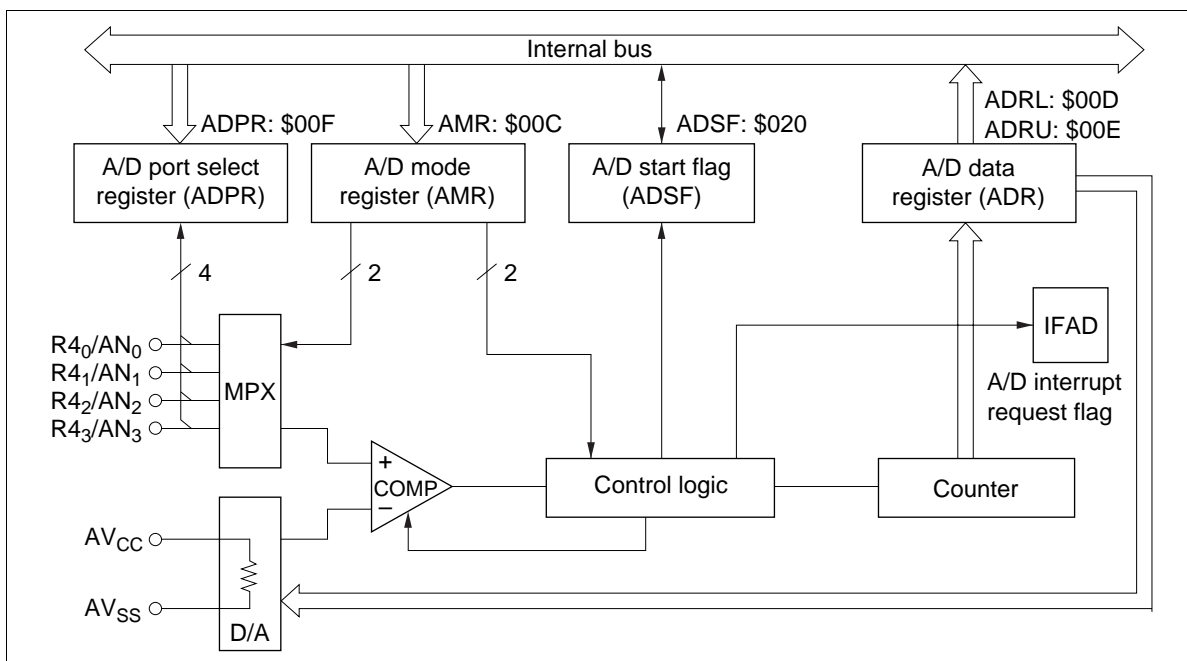 Internal bus
ADPR: $00F
AMR: $00C
ADSF: $020
ADRL: $00D
ADRU: $00E
A/D port select
register (ADPR)
A/D mode
register (AMR)
A/D start flag
(ADSF)
A/D data
register (ADR)
4
2
2
R4₀/AN₀
R4₁/AN₁
R4₂/AN₂
R4₃/AN₃
MPX
IFAD
A/D interrupt
request flag
+
COMP
−
Control logic
Counter
AVCC
AVSS
D/A